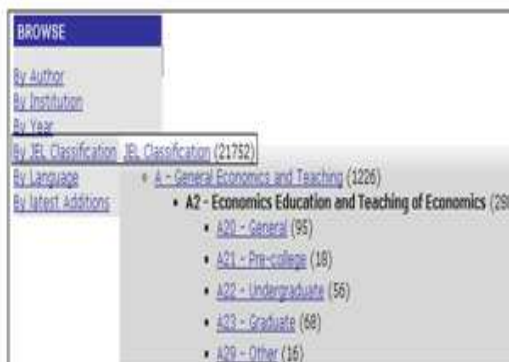 BROWSE
By Author
By Institution
By Year
By JEL Classification JEL Classification (21752)
By Language
A - General Economics and Teaching (1226)
By latest Additions
A2 - Economics Education and Teaching of Economics (28
A20 - General (95)
A21 - Pre-college (18)
A22 - Undergraduate (56)
A23 - Graduate (68)
A29 - Other (16)